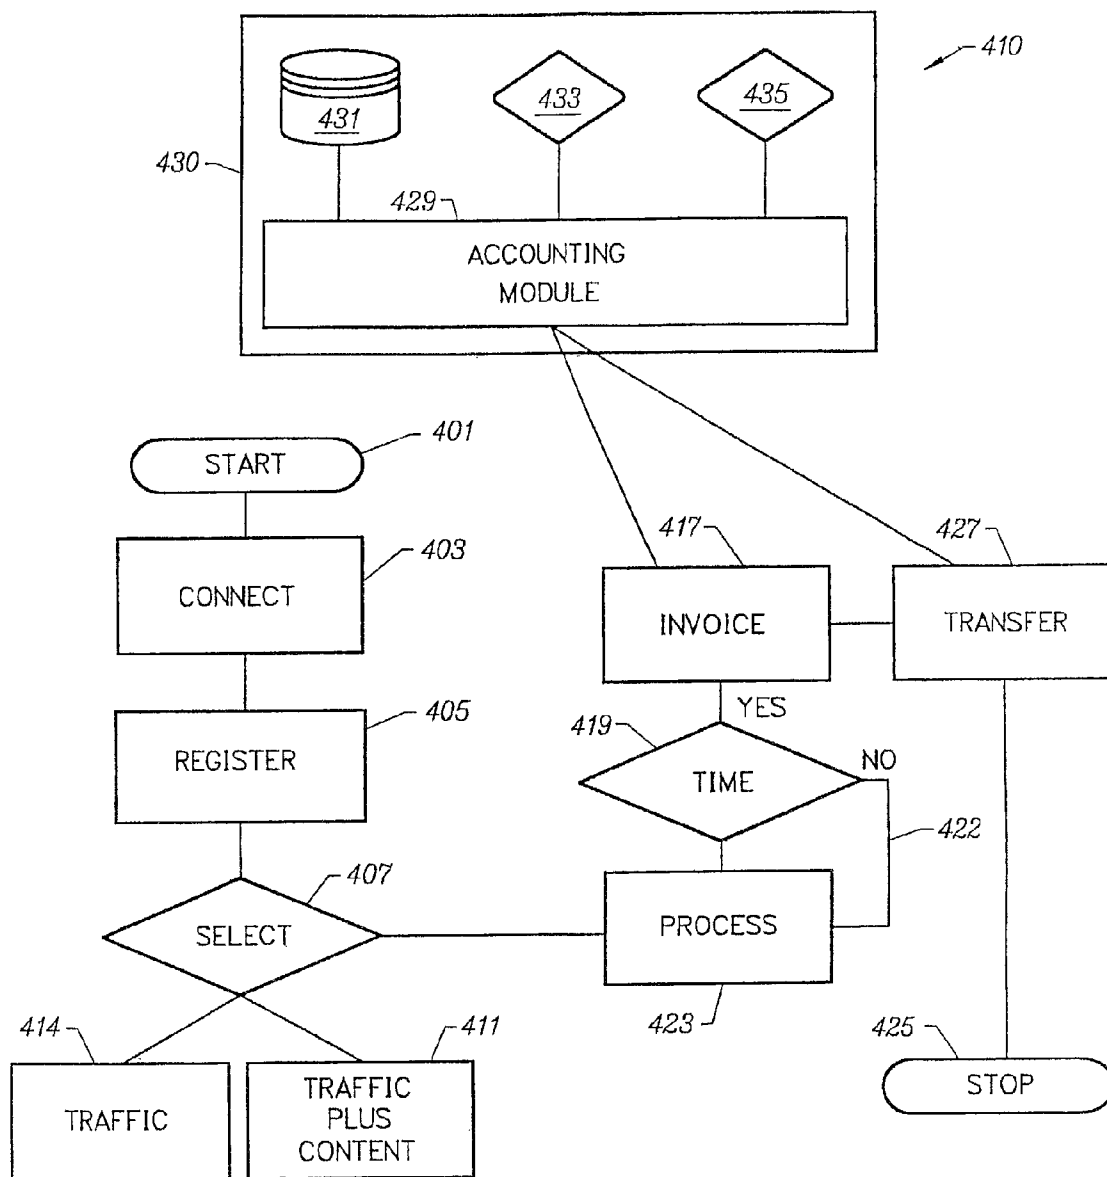 410
431
433
435
430
429
ACCOUNTING
MODULE
401
START
403
CONNECT
417
427
INVOICE
TRANSFER
405
REGISTER
YES
419
NO
TIME
422
407
SELECT
PROCESS
423
414
411
425
TRAFFIC
TRAFFIC
PLUS
CONTENT
STOP